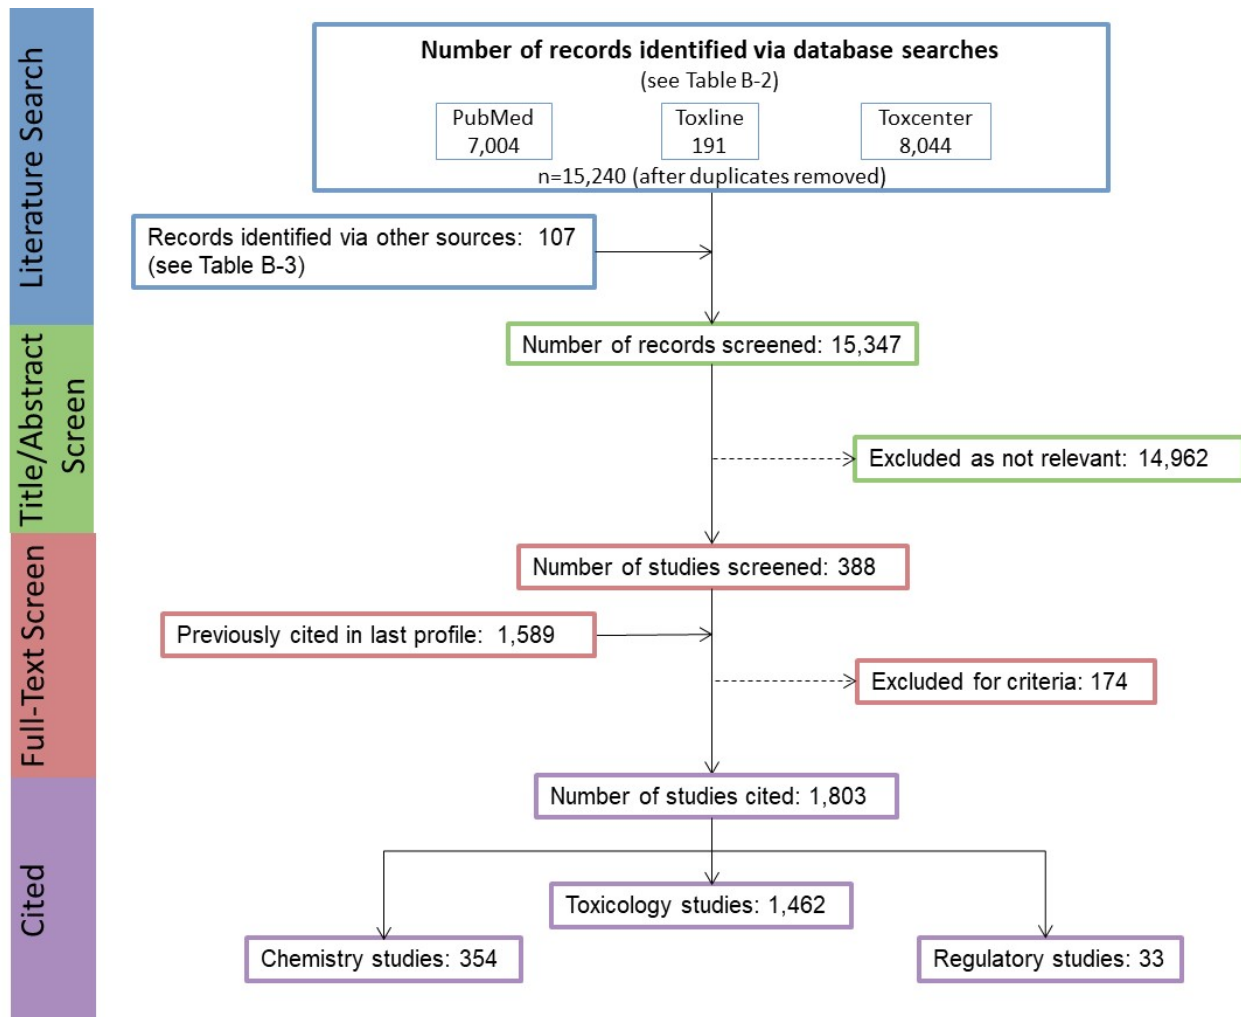 Literature Search
Number of records identified via database searches
(see Table B-2)
PubMed
7,004
Toxline
191
Toxcenter
8,044
n=15,240 (after duplicates removed)
Records identified via other sources: 107
(see Table B-3)
Title/Abstract
Screen
Number of records screened: 15,347
Excluded as not relevant: 14,962
Full-Text Screen
Number of studies screened: 388
Previously cited in last profile: 1,589
Excluded for criteria: 174
Cited
Number of studies cited: 1,803
Toxicology studies: 1,462
Chemistry studies: 354
Regulatory studies: 33